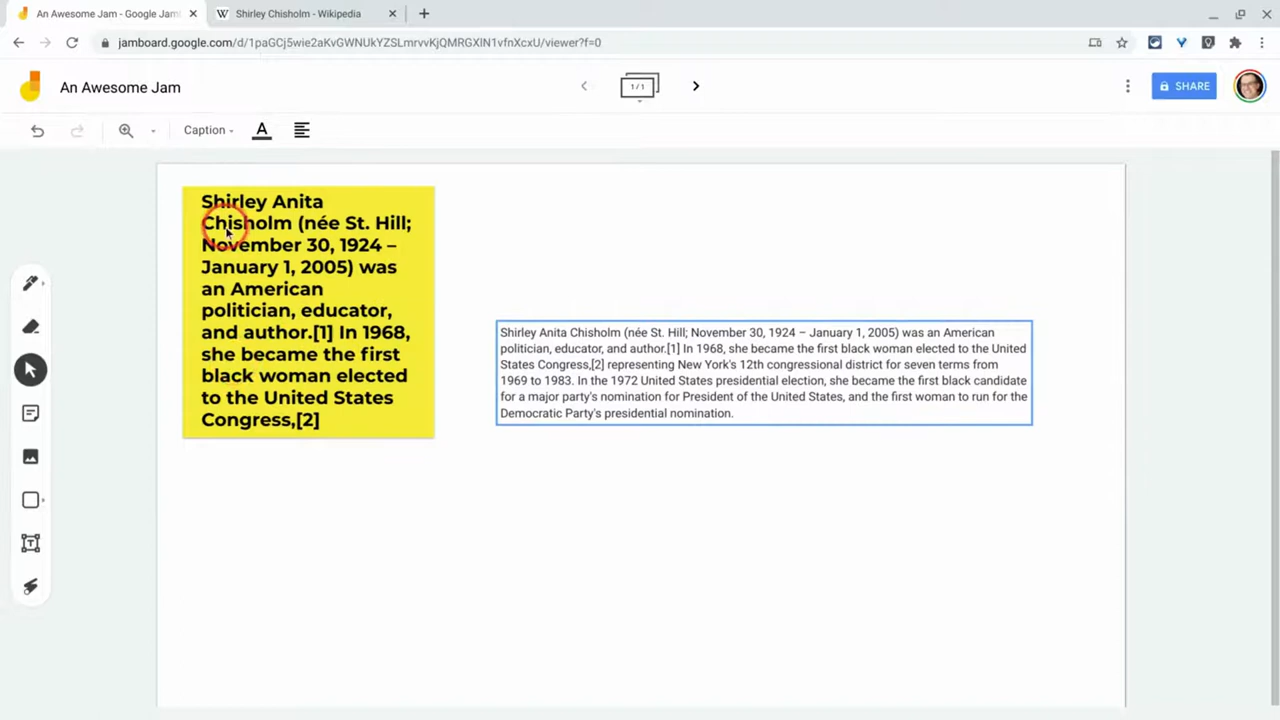 An Awesome Jam - Google Jam
Shirley Chisholm - Wikipedia
jamboard.google.com/d/1paGCj5wie2aKvGWNUkYZSLmrvvKjQMRGXIN1vfnXcxU/viewer?f=0
An Awesome Jam
1/1
SHARE
Caption
A
Shirley Anita
Chisholm (née St. Hill;
November 30, 1924 –
January 1, 2005) was
an American
politician, educator,
and author.[1] In 1968,
she became the first
black woman elected
to the United States
Congress,[2]
Shirley Anita Chisholm (née St. Hill; November 30, 1924 – January 1, 2005) was an American
politician, educator, and author.[1] In 1968, she became the first black woman elected to the United
States Congress,[2] representing New York's 12th congressional district for seven terms from
1969 to 1983. In the 1972 United States presidential election, she became the first black candidate
for a major party's nomination for President of the United States, and the first woman to run for the
Democratic Party's presidential nomination.